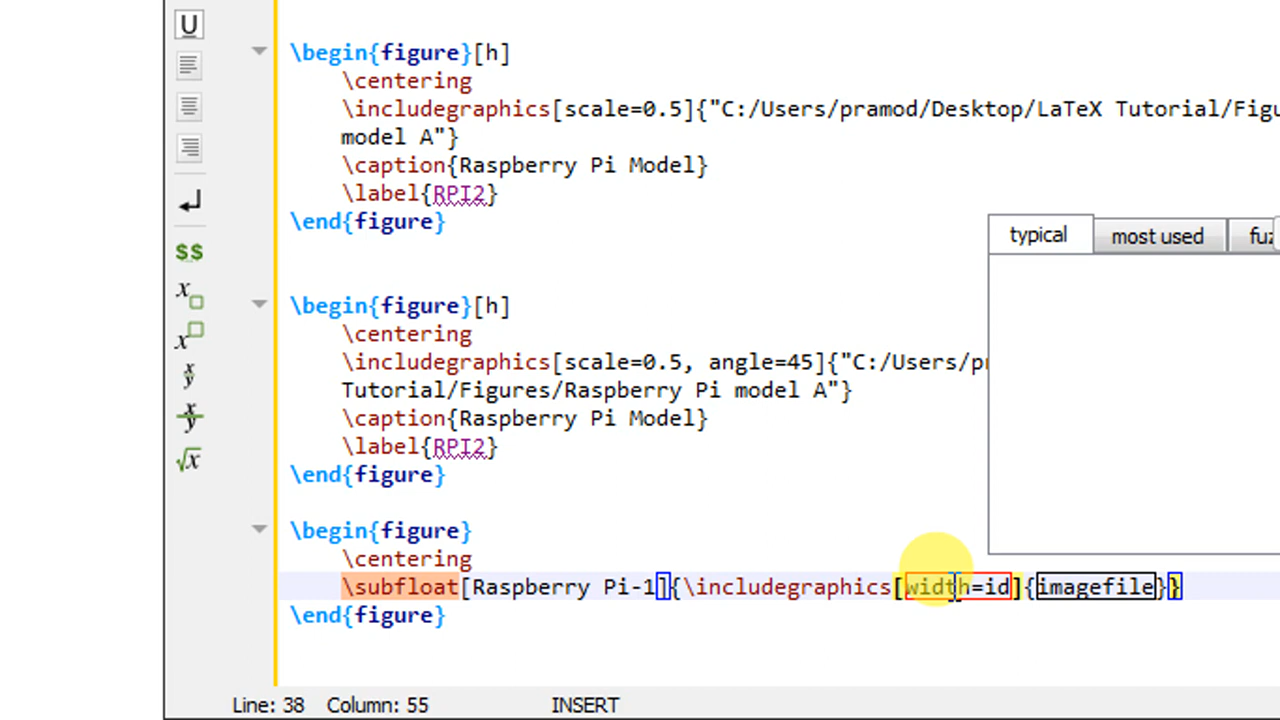 \begin{figure}[h]
\centering
\includegraphics[scale=0.5]{"C:/Users/pramod/Desktop/LaTeX Tutorial/Figu
model A"}
\caption{Raspberry Pi Model}
\label{RPI2}
\end{figure}
typical most used fuz
\begin{figure}[h]
\centering
\includegraphics[scale=0.5, angle=45]{"C:/Users/pr
Tutorial/Figures/Raspberry Pi model A"}
\caption{Raspberry Pi Model}
\label{RPI2}
\end{figure}
\begin{figure}
\centering
\subfloat[Raspberry Pi-1]{\includegraphics[width=id]{imagefile}}
\end{figure}
Line: 38 Column: 55 INSERT